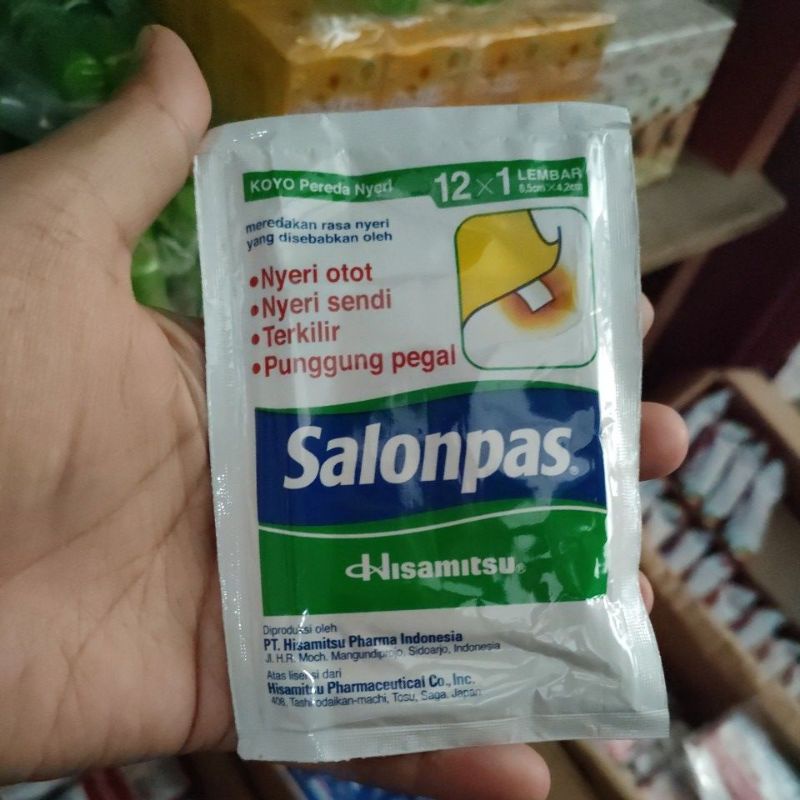 KOYO Pereda Nyeri
12×1 LEMBAR
6,5cm×4,2cm
meredakan rasa nyeri
yang disebabkan oleh
•Nyeri otot
•Nyeri sendi
•Terkilir
•Punggung pegal
Salonpas®
Hisamitsu®
Diproduksi oleh
PT. Hisamitsu Pharma Indonesia
Jl. H.R. Moch. Mangundiprojo, Sidoarjo, Indonesia
Atas lisensi dari
Hisamitsu Pharmaceutical Co., Inc.
408, Tashirodaikan-machi, Tosu, Saga, Japan